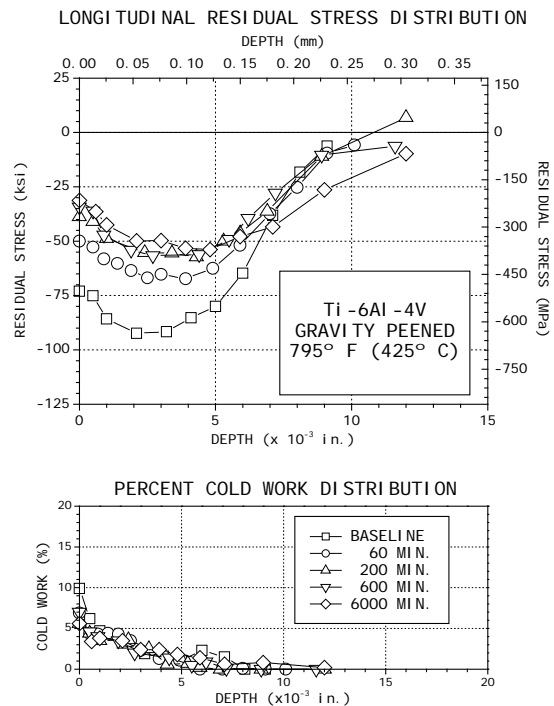 LONGITUDINAL RESIDUAL STRESS DISTRIBUTION
DEPTH (mm)
0.00 0.05 0.10 0.15 0.20 0.25 0.30 0.35
25
0
-25
-50
-75
-100
-125
RESIDUAL STRESS (ksi)
150
0
-150
-300
-450
-600
-750
RESIDUAL STRESS (MPa)
Ti-6Al-4V
GRAVITY PEENED
795º F (425º C)
0 5 10 15
DEPTH (x 10-3 in.)
PERCENT COLD WORK DISTRIBUTION
20
15
10
5
0
COLD WORK (%)
BASELINE
60 MIN.
200 MIN.
600 MIN.
6000 MIN.
0 5 10 15 20
DEPTH (x10-3 in.)